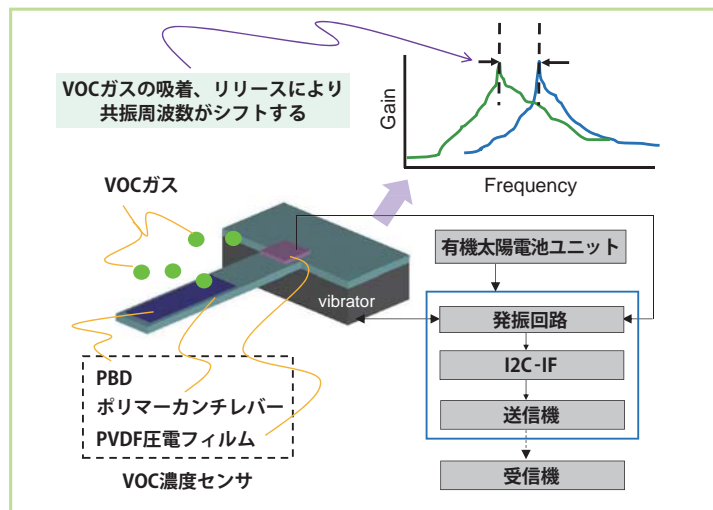 VOCガスの吸着、リリースにより
共振周波数がシフトする
Gain
Frequency
VOCガス
vibrator
有機太陽電池ユニット
発振回路
I2C-IF
送信機
受信機
PBD
ポリマーカンチレバー
PVDF圧電フィルム
VOC濃度センサ